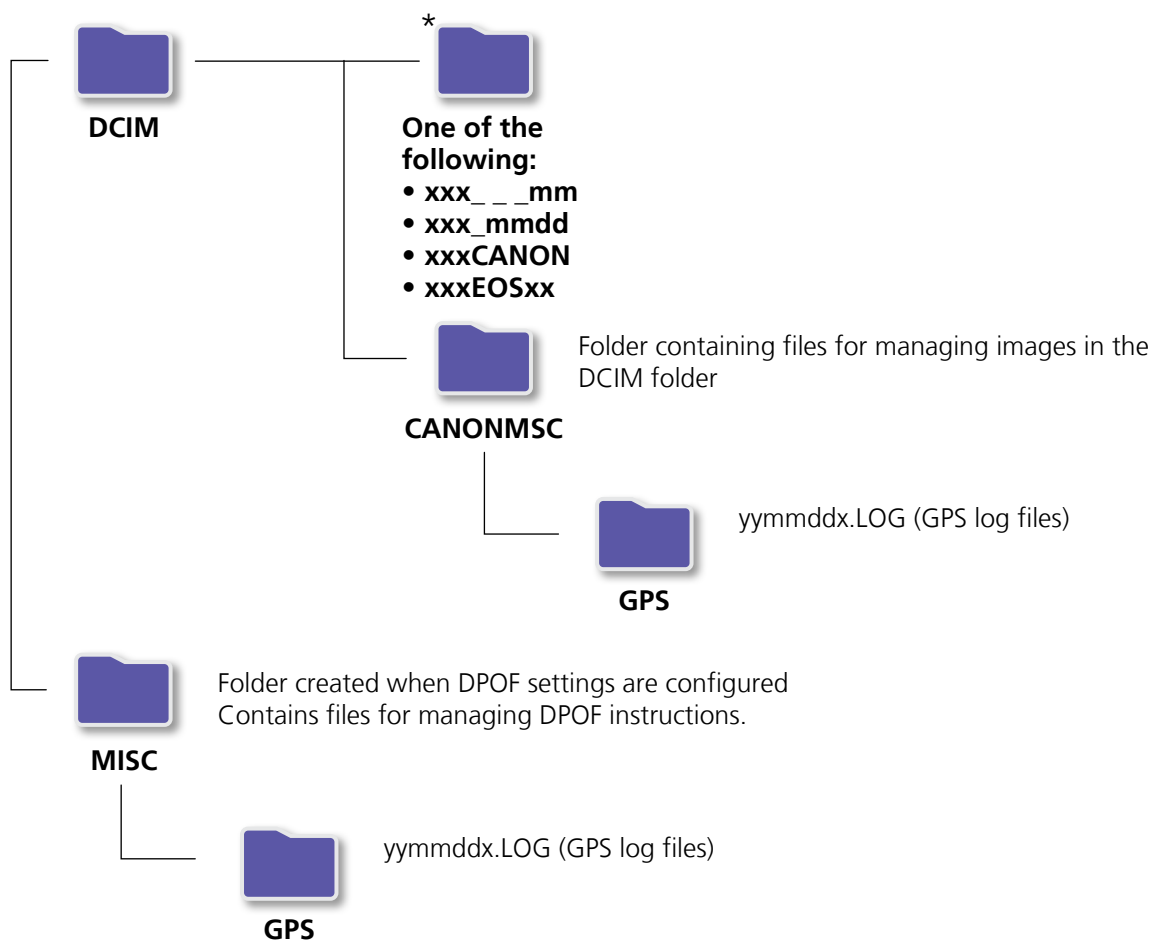 *
DCIM
One of the
following:
• xxx_ _ _mm
• xxx_mmdd
• xxxCANON
• xxxEOSxx
Folder containing files for managing images in the
DCIM folder
CANONMSC
yymmddx.LOG (GPS log files)
GPS
Folder created when DPOF settings are configured
Contains files for managing DPOF instructions.
MISC
yymmddx.LOG (GPS log files)
GPS